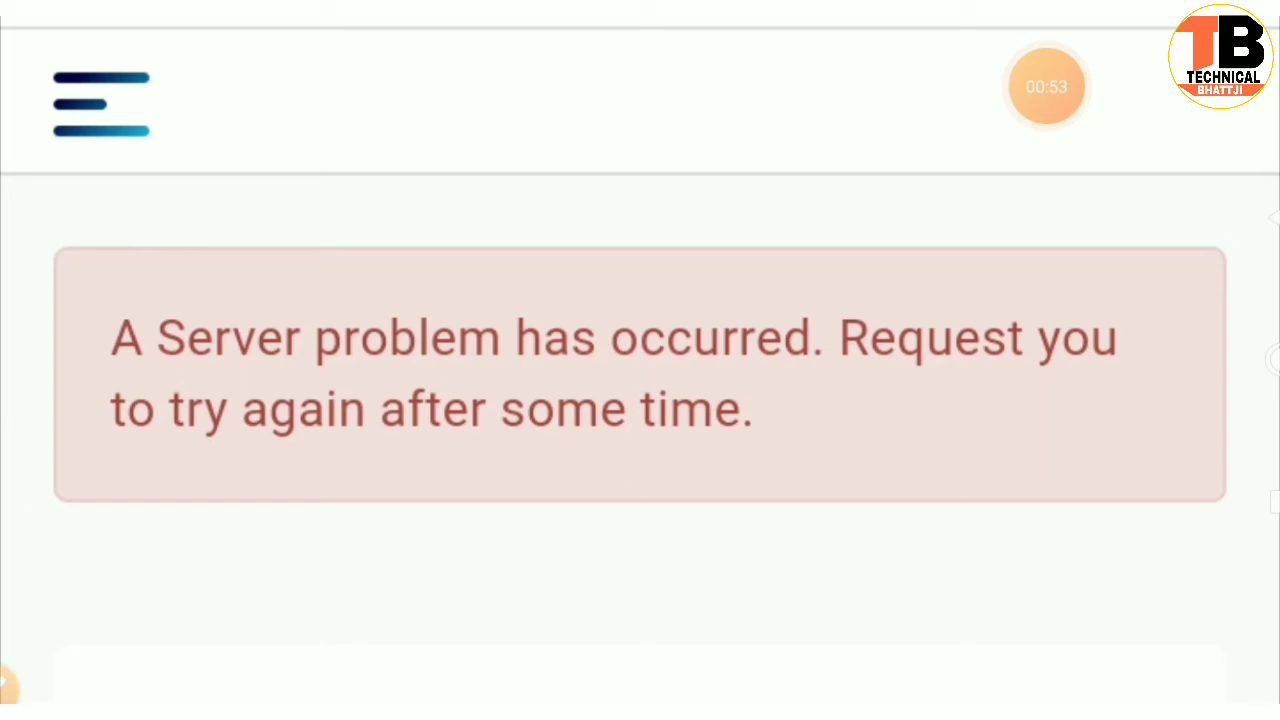 00:53
TB
TECHNICAL
BHATTJI
A Server problem has occurred. Request you
to try again after some time.